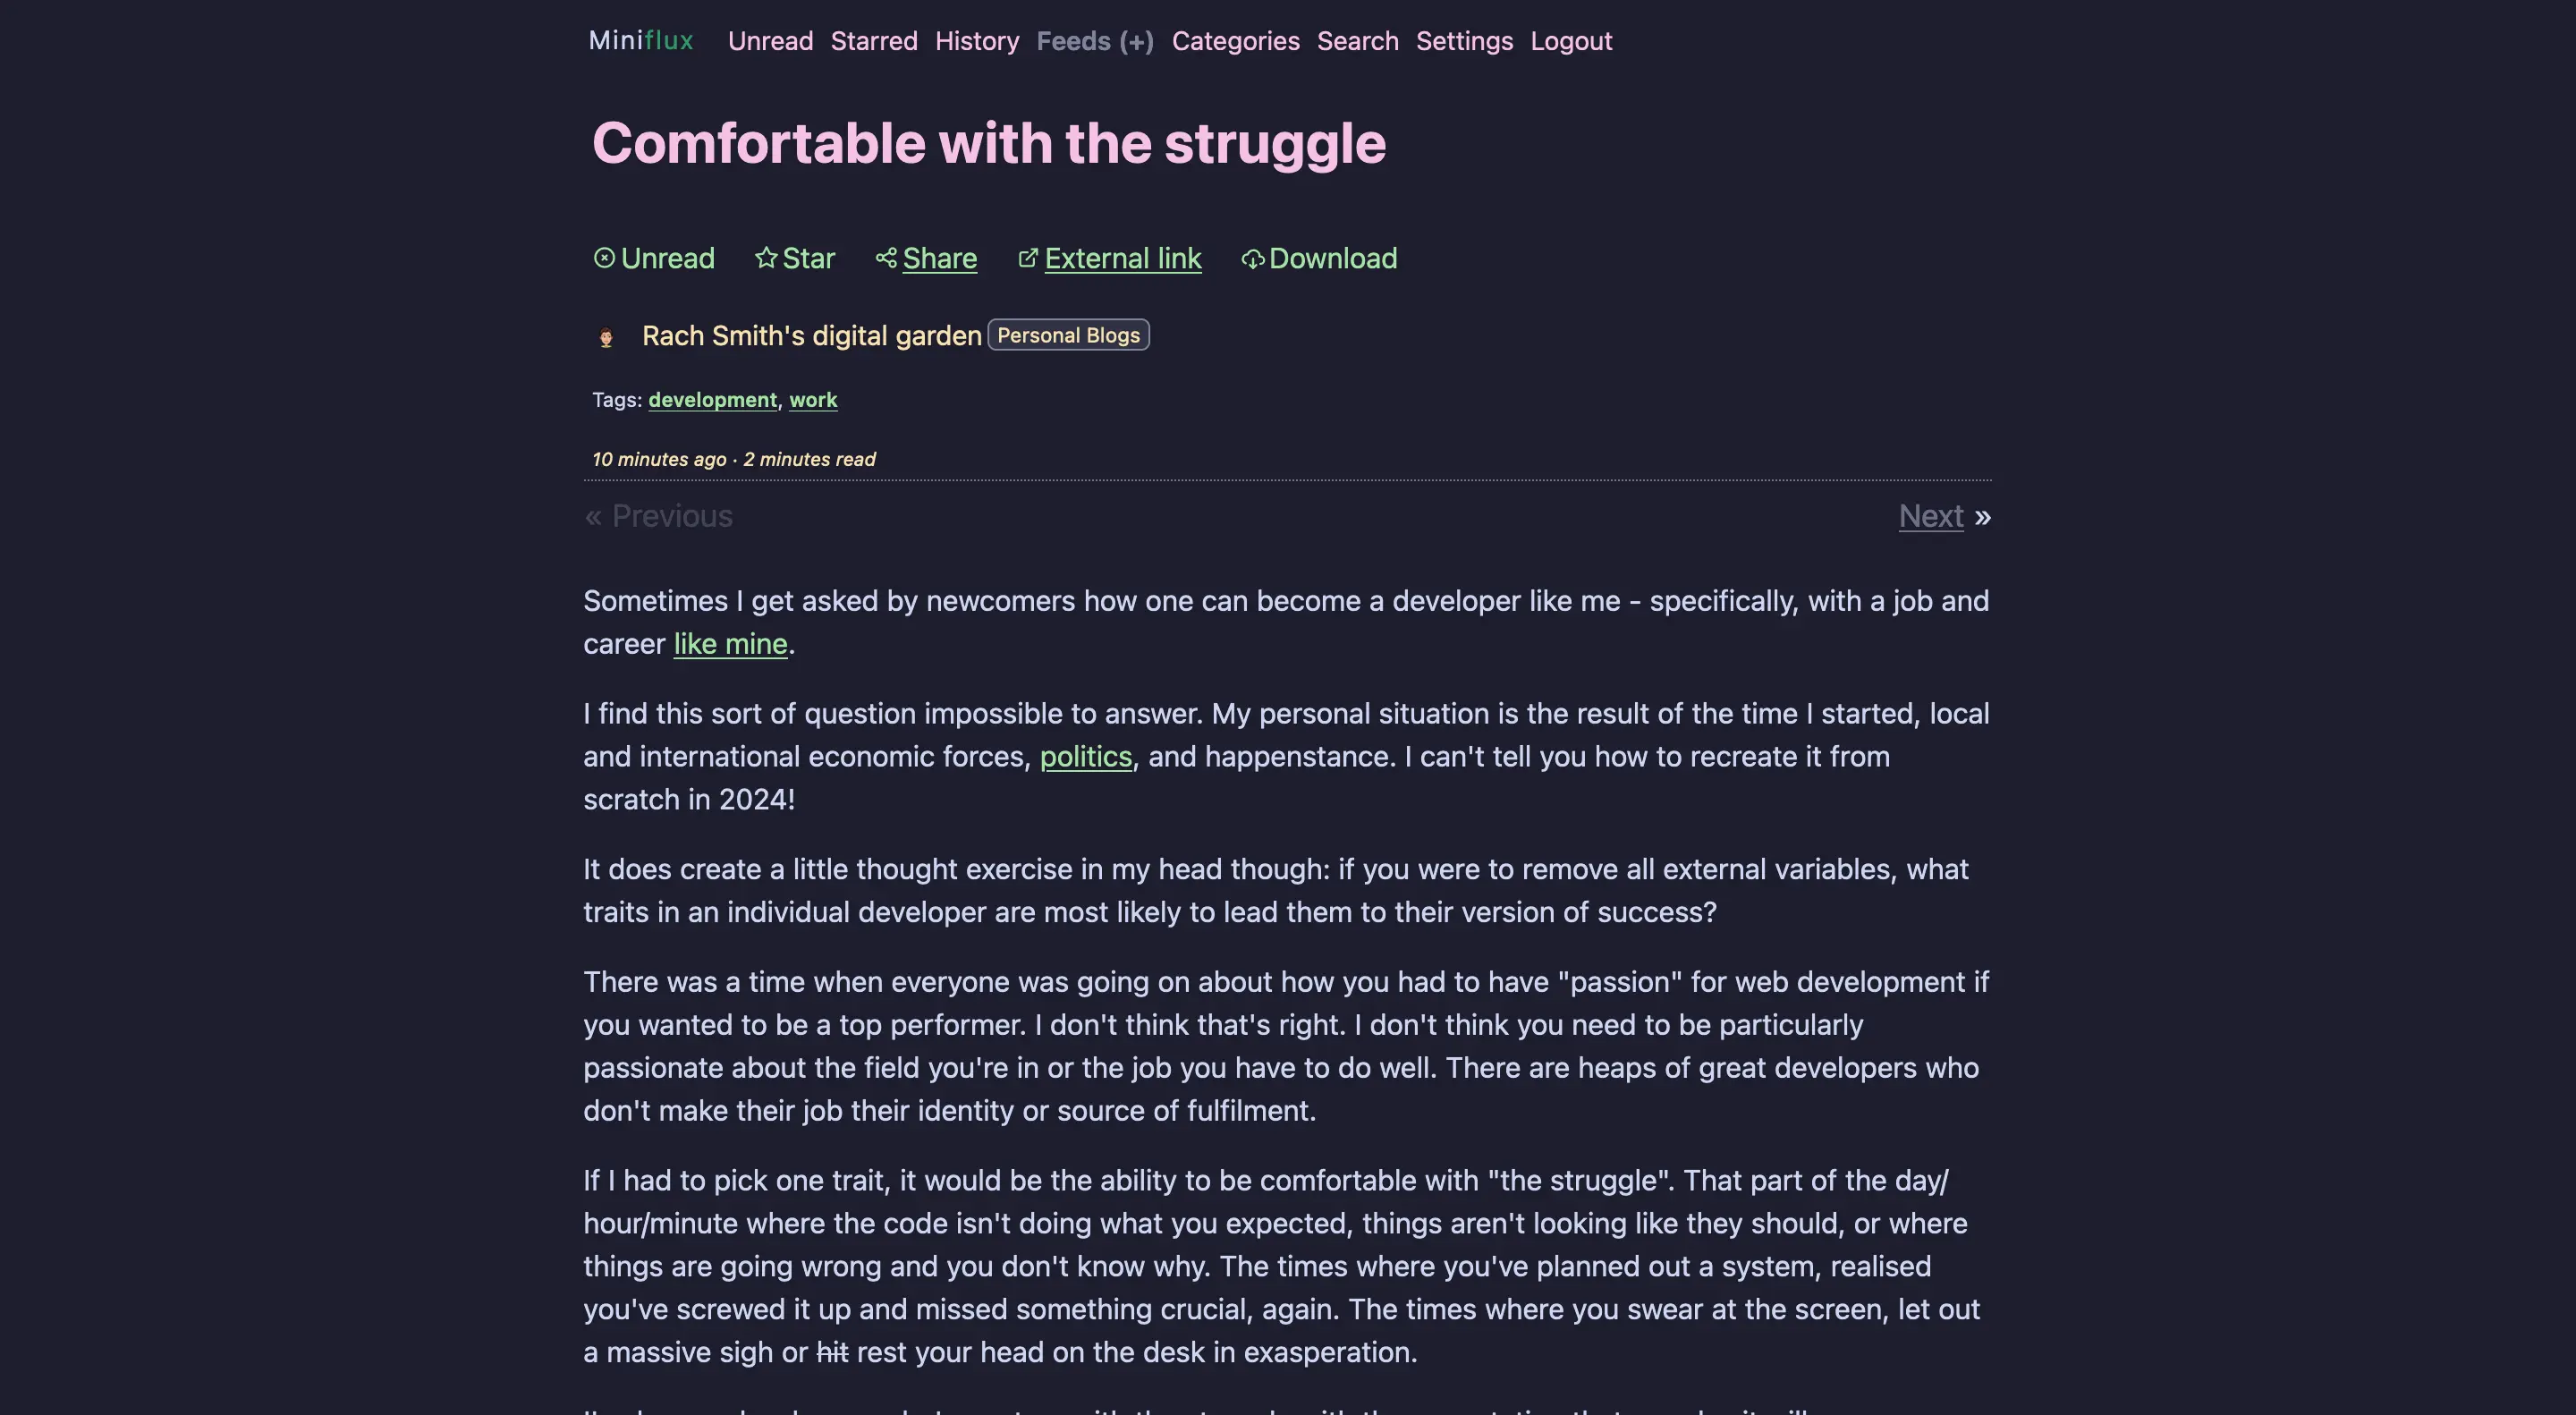 Miniflux Unread Starred History Feeds (+) Categories Search Settings Logout
Comfortable with the struggle
Unread Star Share External link Download
Rach Smith's digital garden Personal Blogs
Tags: development, work
10 minutes ago · 2 minutes read
« Previous Next »
Sometimes I get asked by newcomers how one can become a developer like me - specifically, with a job and
career like mine.
I find this sort of question impossible to answer. My personal situation is the result of the time I started, local
and international economic forces, politics, and happenstance. I can't tell you how to recreate it from
scratch in 2024!
It does create a little thought exercise in my head though: if you were to remove all external variables, what
traits in an individual developer are most likely to lead them to their version of success?
There was a time when everyone was going on about how you had to have "passion" for web development if
you wanted to be a top performer. I don't think that's right. I don't think you need to be particularly
passionate about the field you're in or the job you have to do well. There are heaps of great developers who
don't make their job their identity or source of fulfilment.
If I had to pick one trait, it would be the ability to be comfortable with "the struggle". That part of the day/
hour/minute where the code isn't doing what you expected, things aren't looking like they should, or where
things are going wrong and you don't know why. The times where you've planned out a system, realised
you've screwed it up and missed something crucial, again. The times where you swear at the screen, let out
a massive sigh or hit rest your head on the desk in exasperation.